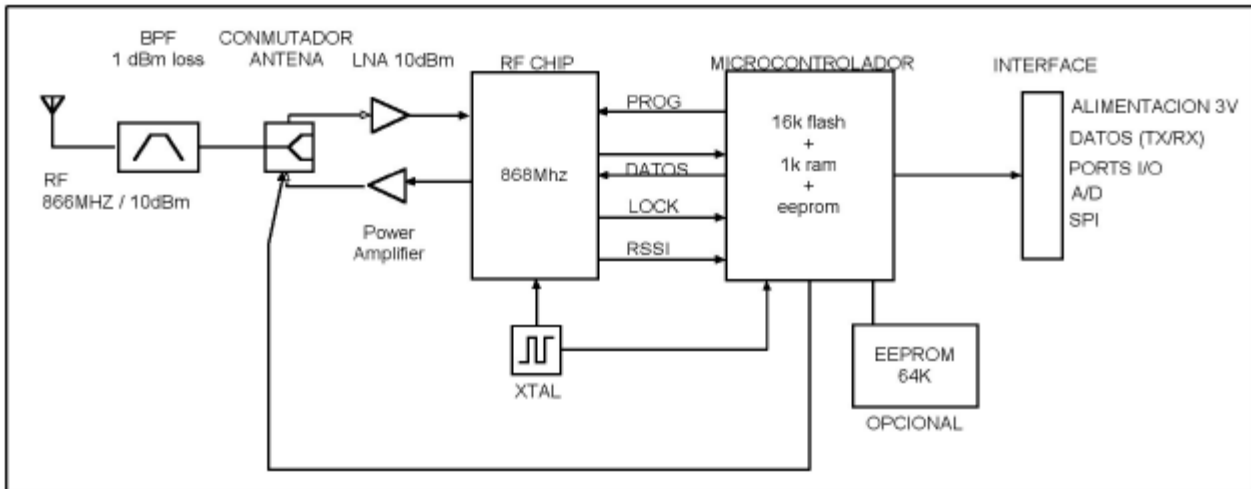 BPF
1 dBm loss
CONMUTADOR
ANTENA
LNA 10dBm
RF CHIP
MICROCONTROLADOR
INTERFACE
RF
866MHZ / 10dBm
Power
Amplifier
868Mhz
PROG
DATOS
LOCK
RSSI
16k flash
+
1k ram
+
eeprom
ALIMENTACION 3V
DATOS (TX/RX)
PORTS I/O
A/D
SPI
XTAL
EEPROM
64K
OPCIONAL